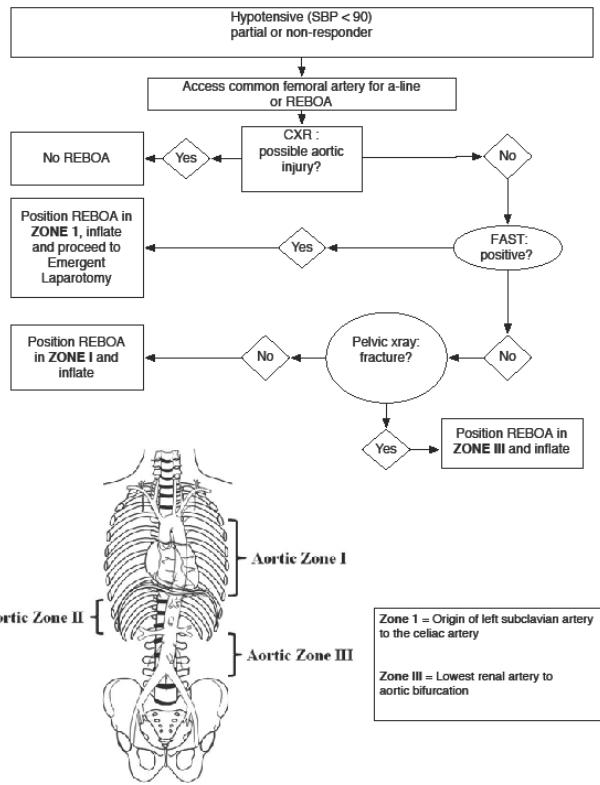 Hypotensive (SBP < 90)
partial or non-responder
Access common femoral artery for a-line
or REBOA
CXR :
possible aortic
injury?
No REBOA
Yes
No
Position REBOA in
ZONE 1, inflate
and proceed to
Emergent
Laparotomy
Yes
FAST:
positive?
Position REBOA
in ZONE I and
inflate
No
Pelvic xray:
fracture?
No
Yes
Position REBOA in
ZONE III and inflate
Aortic Zone I
ortic Zone II
Aortic Zone III
Zone 1 = Origin of left subclavian artery
to the celiac artery
Zone III = Lowest renal artery to
aortic bifurcation